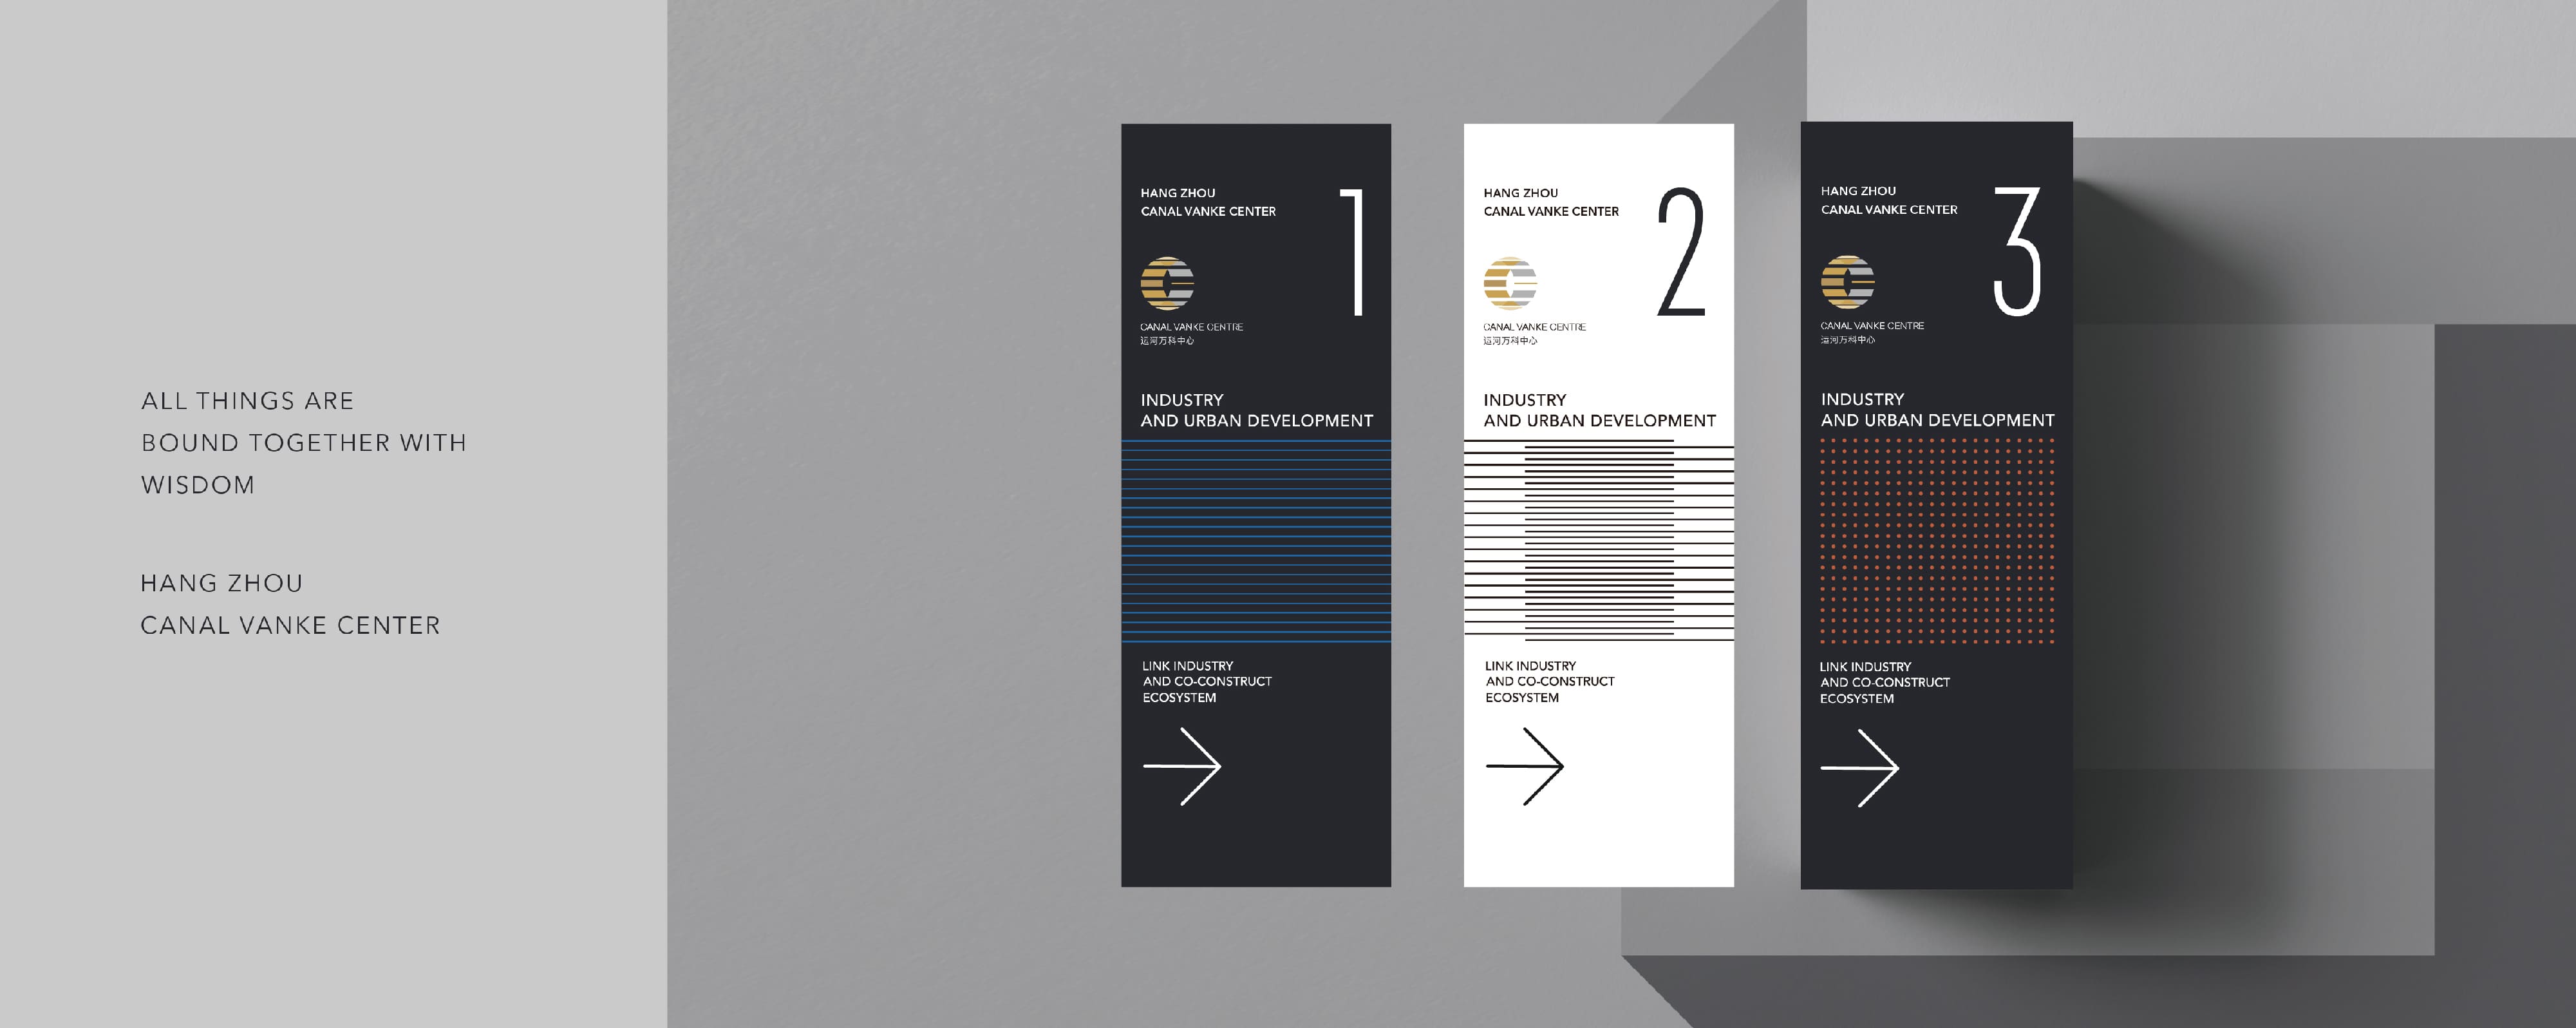 ALL THINGS ARE
BOUND TOGETHER WITH
WISDOM
HANG ZHOU
CANAL VANKE CENTER
HANG ZHOU
CANAL VANKE CENTER
1
CANAL VANKE CENTRE
运河万科中心
INDUSTRY
AND URBAN DEVELOPMENT
LINK INDUSTRY
AND CO-CONSTRUCT
ECOSYSTEM
HANG ZHOU
CANAL VANKE CENTER
2
CANAL VANKE CENTRE
运河万科中心
INDUSTRY
AND URBAN DEVELOPMENT
LINK INDUSTRY
AND CO-CONSTRUCT
ECOSYSTEM
HANG ZHOU
CANAL VANKE CENTER
3
CANAL VANKE CENTRE
运河万科中心
INDUSTRY
AND URBAN DEVELOPMENT
LINK INDUSTRY
AND CO-CONSTRUCT
ECOSYSTEM